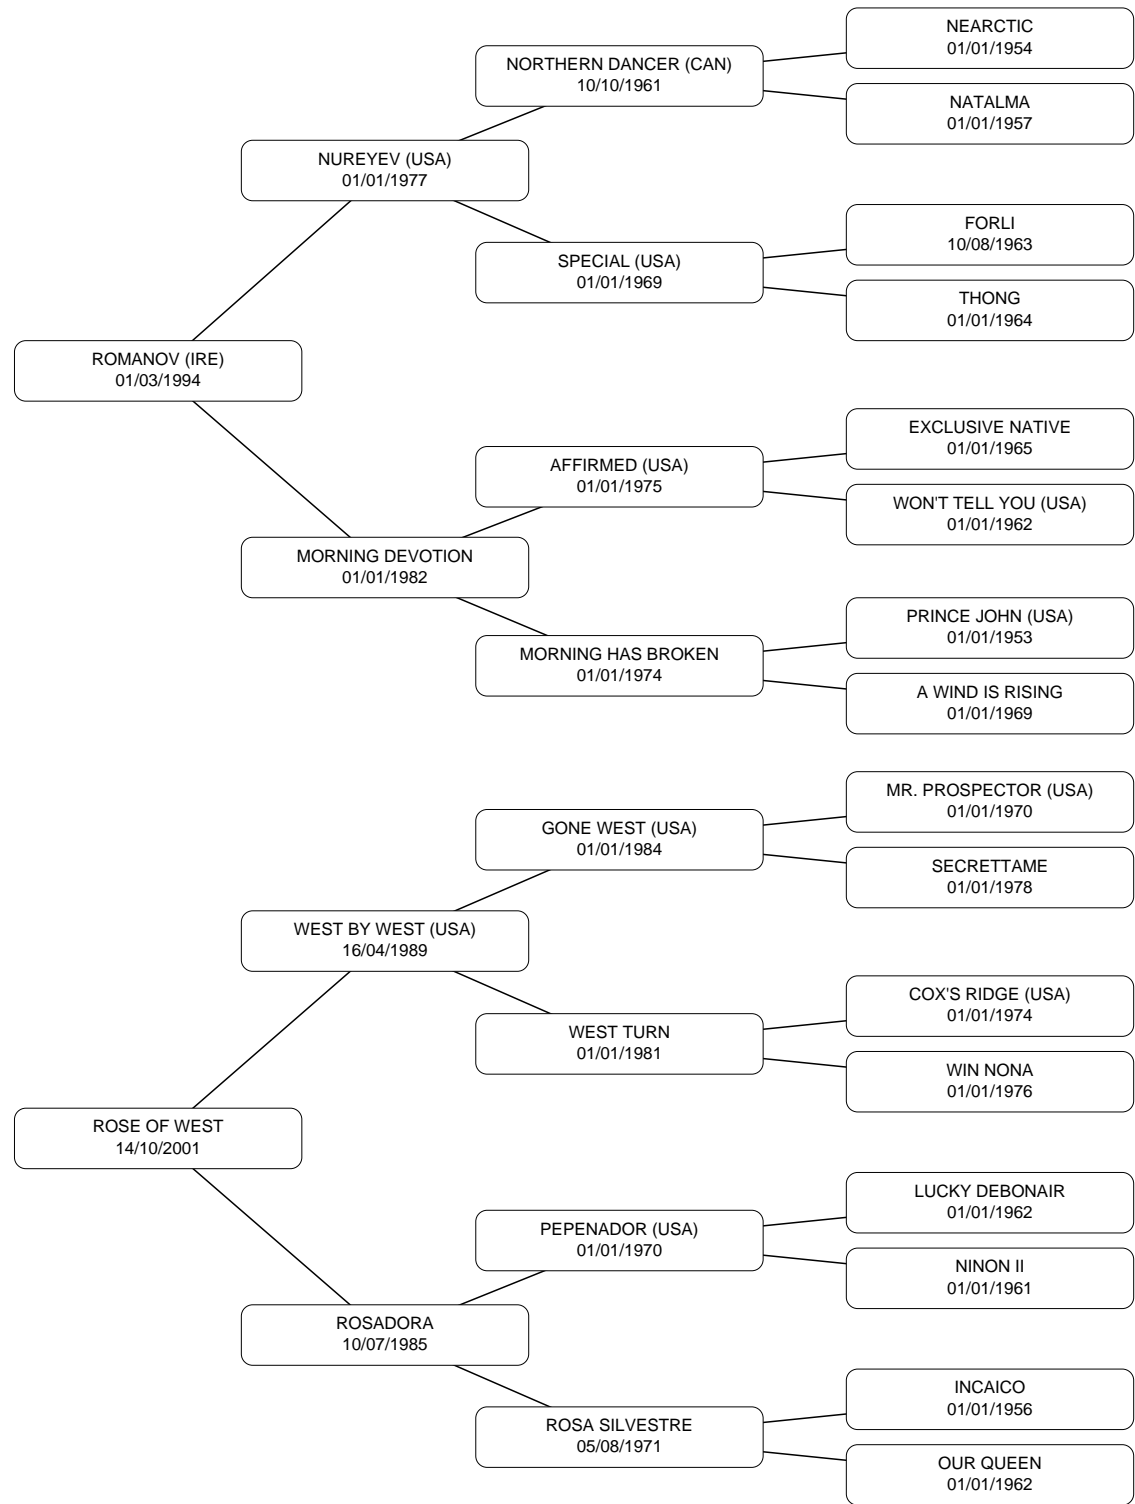 NEARCTIC
01/01/1954
NORTHERN DANCER (CAN)
10/10/1961
NATALMA
01/01/1957
NUREYEV (USA)
01/01/1977
FORLI
10/08/1963
SPECIAL (USA)
01/01/1969
THONG
01/01/1964
ROMANOV (IRE)
01/03/1994
EXCLUSIVE NATIVE
01/01/1965
AFFIRMED (USA)
01/01/1975
WON'T TELL YOU (USA)
01/01/1962
MORNING DEVOTION
01/01/1982
PRINCE JOHN (USA)
01/01/1953
MORNING HAS BROKEN
01/01/1974
A WIND IS RISING
01/01/1969
MR. PROSPECTOR (USA)
01/01/1970
GONE WEST (USA)
01/01/1984
SECRETTAME
01/01/1978
WEST BY WEST (USA)
16/04/1989
COX'S RIDGE (USA)
01/01/1974
WEST TURN
01/01/1981
WIN NONA
01/01/1976
ROSE OF WEST
14/10/2001
LUCKY DEBONAIR
01/01/1962
PEPENADOR (USA)
01/01/1970
NINON II
01/01/1961
ROSADORA
10/07/1985
INCAICO
01/01/1956
ROSA SILVESTRE
05/08/1971
OUR QUEEN
01/01/1962